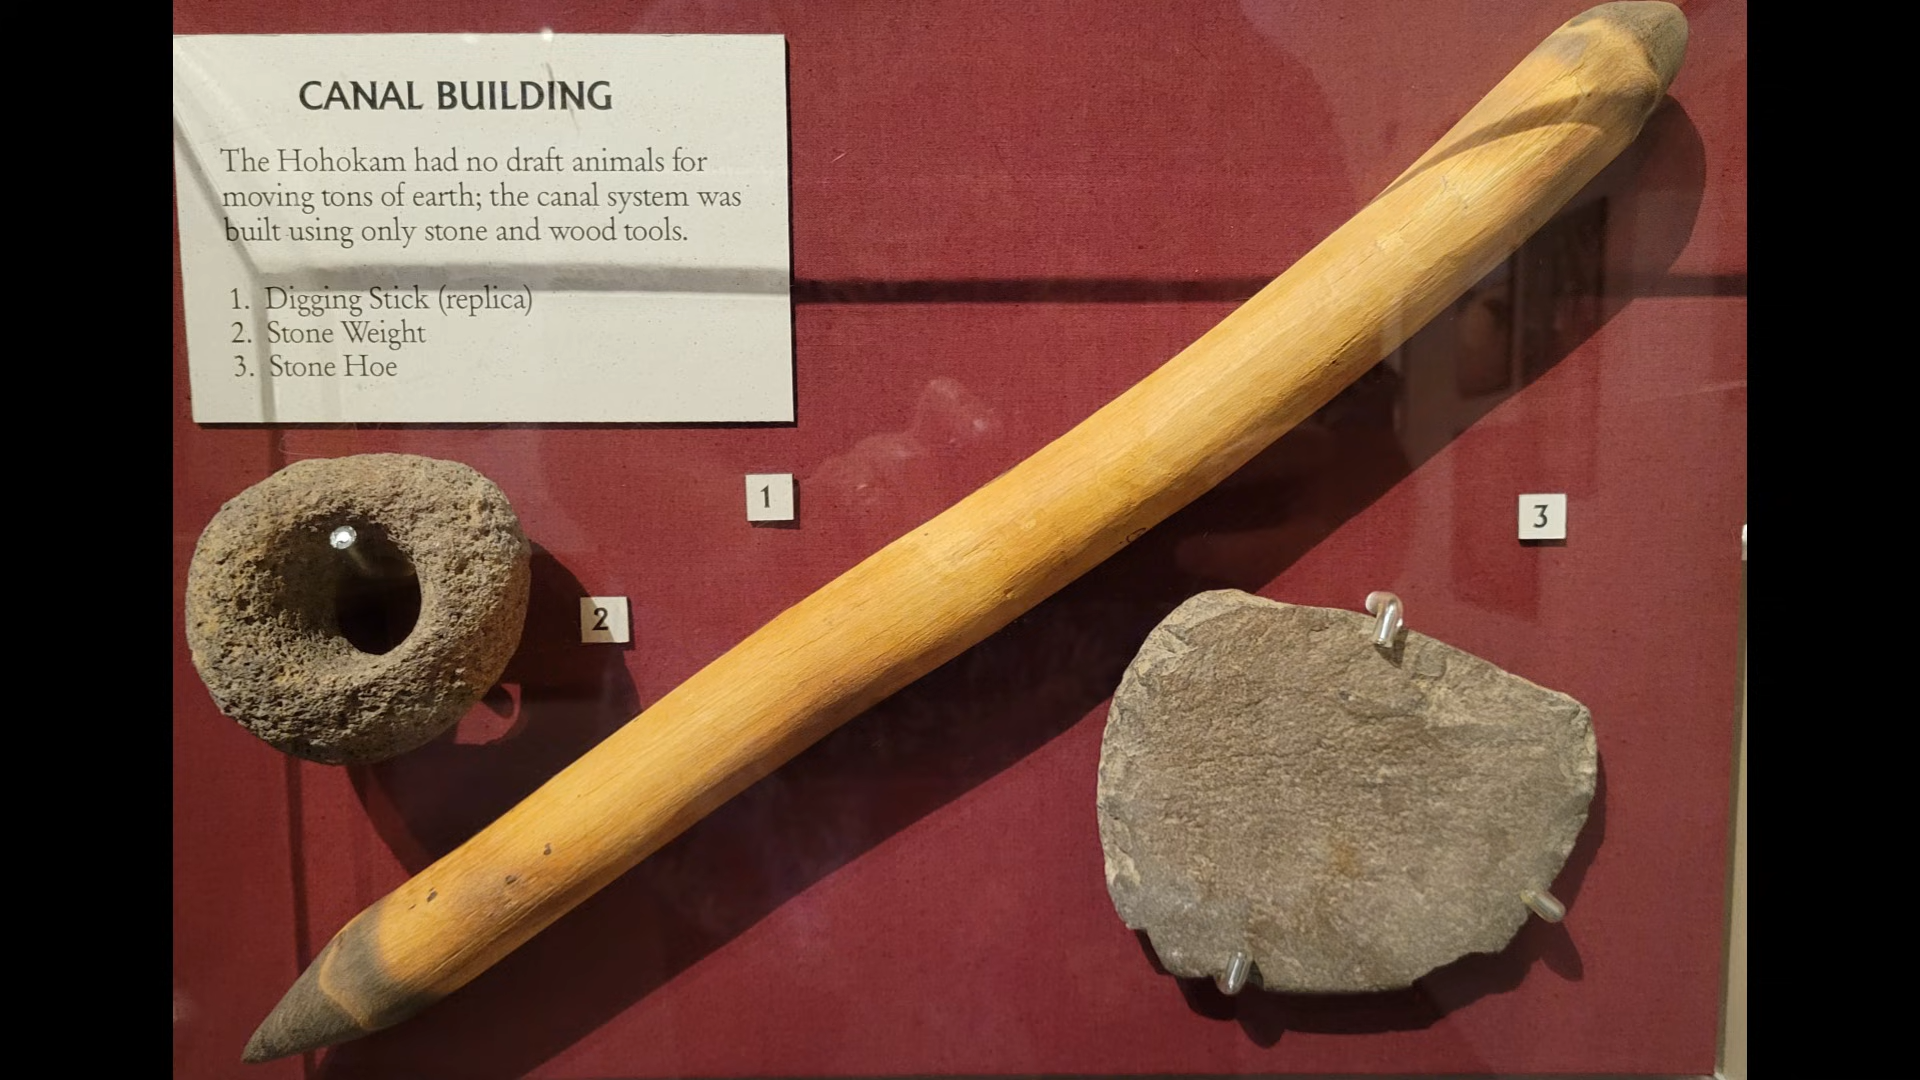 CANAL BUILDING
The Hohokam had no draft animals for
moving tons of earth; the canal system was
built using only stone and wood tools.
1. Digging Stick (replica)
2. Stone Weight
3. Stone Hoe
1
3
2